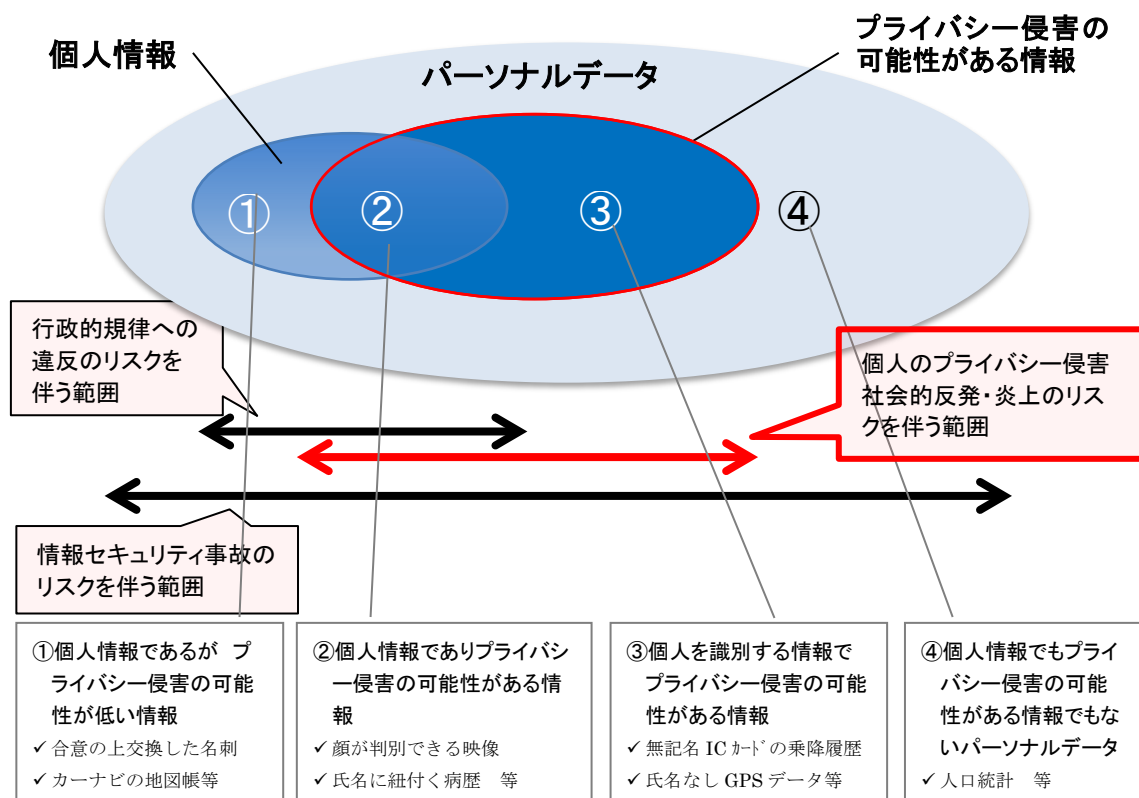 個人情報
パーソナルデータ
プライバシー侵害の
可能性がある情報
①
②
③
④
行政的規律への
違反のリスクを
伴う範囲
個人のプライバシー侵害
社会的反発・炎上のリス
クを伴う範囲
情報セキュリティ事故の
リスクを伴う範囲
①個人情報であるが プ
ライバシー侵害の可能
性が低い情報
✓ 合意の上交換した名刺
✓ カーナビの地図帳等
②個人情報でありプライバシ
ー侵害の可能性がある情
報
✓ 顔が判別できる映像
✓ 氏名に紐付く病歴 等
③個人を識別する情報で
プライバシー侵害の可能
性がある情報
✓ 無記名 IC ｶｰﾄﾞの乗降履歴
✓ 氏名なし GPS データ等
④個人情報でもプライ
バシー侵害の可能
性がある情報でもな
いパーソナルデータ
✓ 人口統計 等